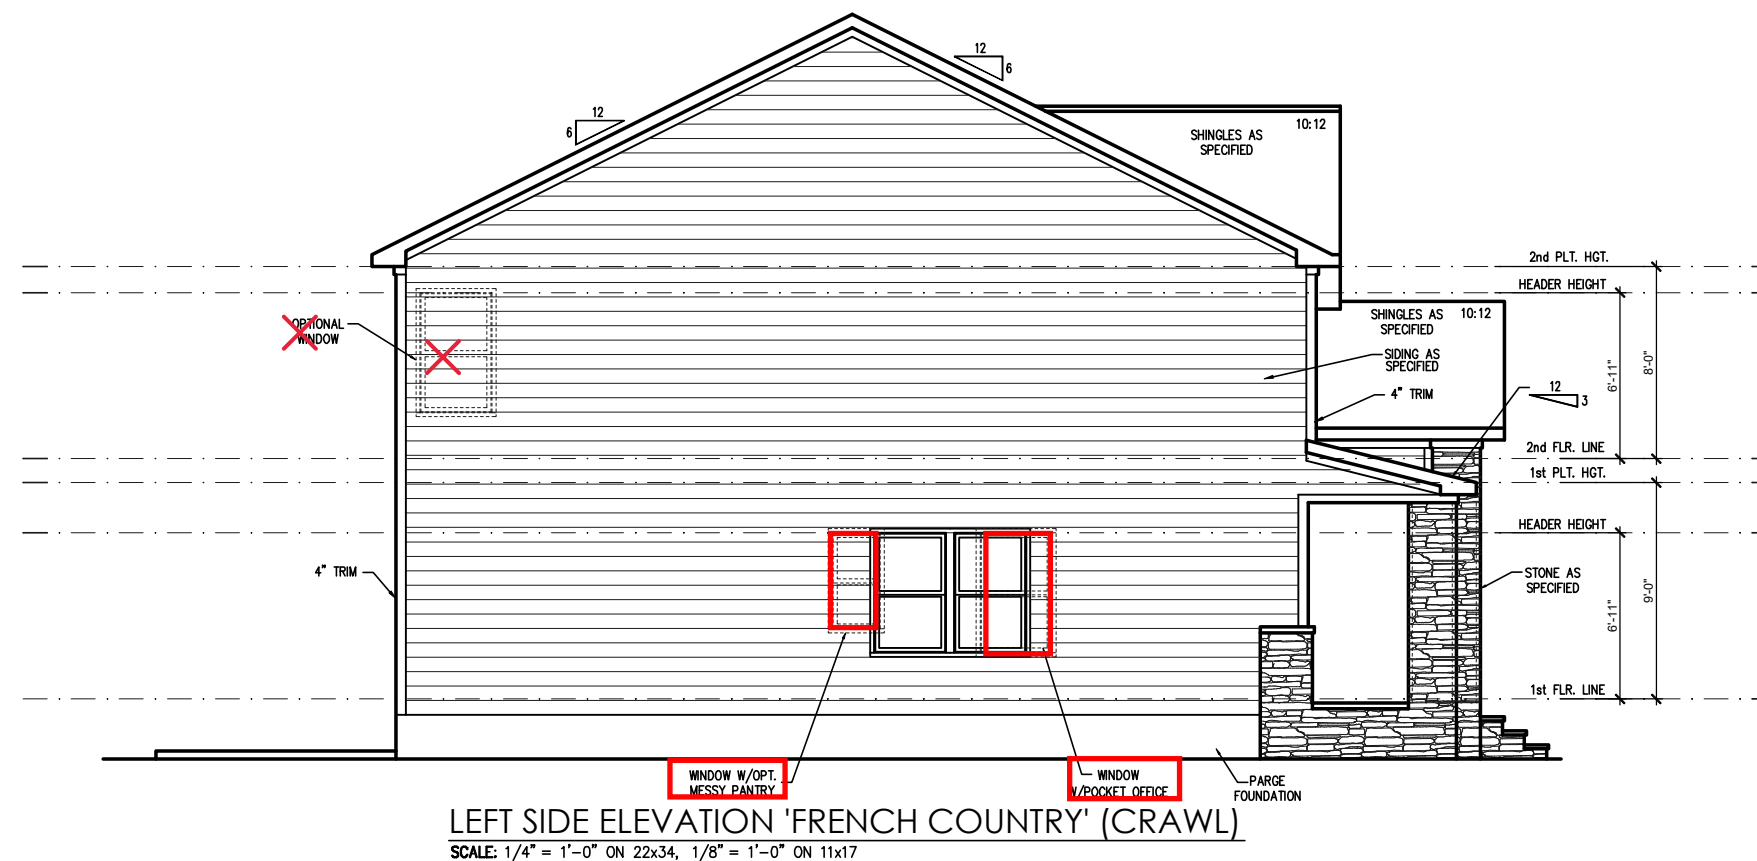 12
6
12
6
SHINGLES AS
SPECIFIED
10:12
2nd PLT. HGT.
HEADER HEIGHT
OPTIONAL
WINDOW
SHINGLES AS
SPECIFIED
10:12
SIDING AS
SPECIFIED
4" TRIM
12
3
6'-11"
8'-0"
2nd FLR. LINE
1st PLT. HGT.
HEADER HEIGHT
4" TRIM
STONE AS
SPECIFIED
6'-11"
9'-0"
1st FLR. LINE
WINDOW W/OPT.
MESSY PANTRY
WINDOW
W/POCKET OFFICE
PARGE
FOUNDATION
LEFT SIDE ELEVATION 'FRENCH COUNTRY' (CRAWL)
SCALE: 1/4" = 1'-0" ON 22x34, 1/8" = 1'-0" ON 11x17